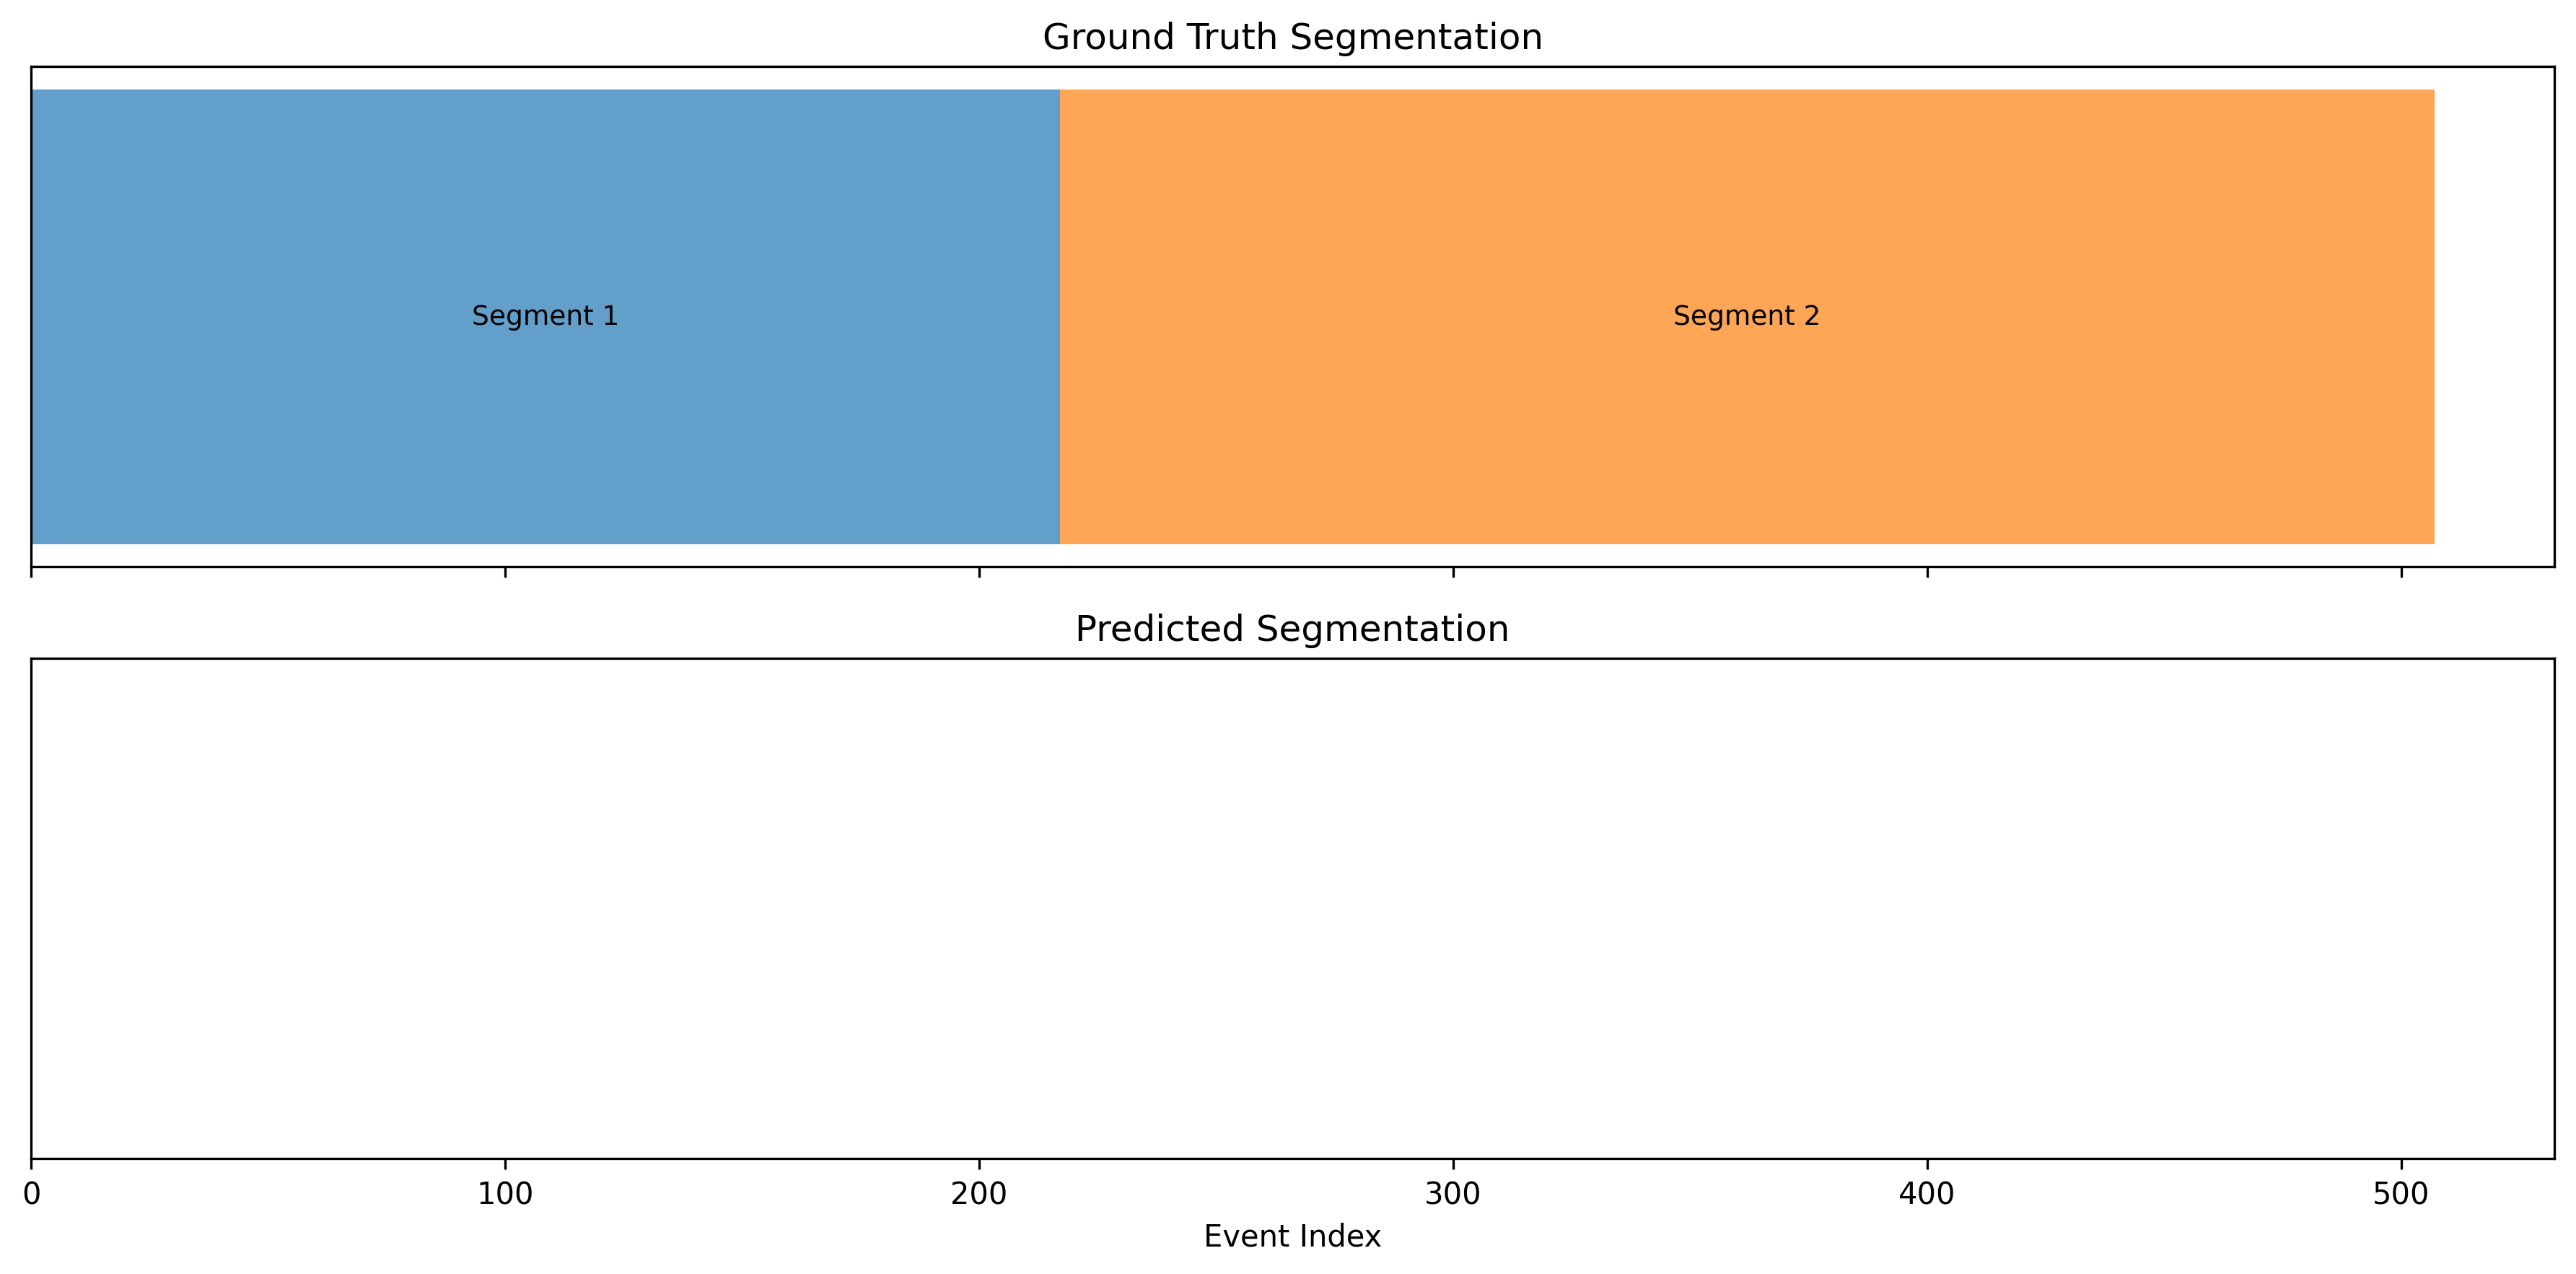 Ground Truth Segmentation
Segment 1 Segment 2
Predicted Segmentation
0 100 200 300 400 500
Event Index